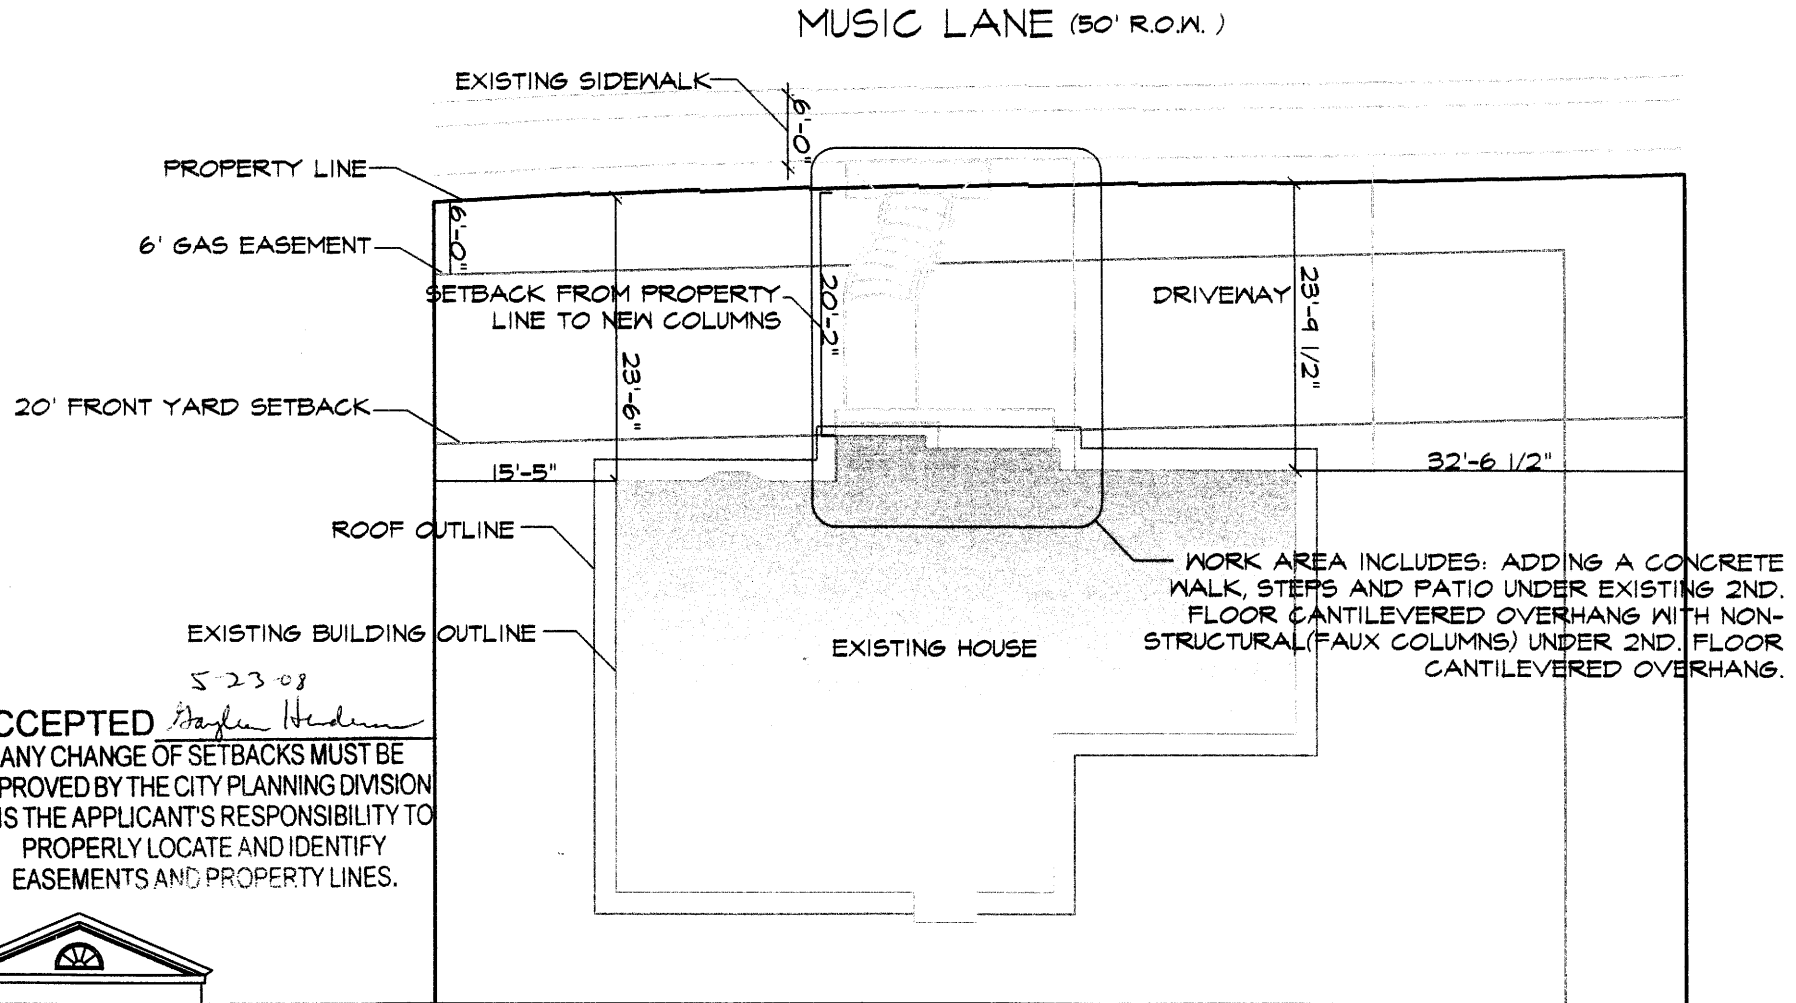 MUSIC LANE (50' R.O.W. )
EXISTING SIDEWALK
6'-0"
PROPERTY LINE
6'-0"
6' GAS EASEMENT
SETBACK FROM PROPERTY
LINE TO NEW COLUMNS
20'-2"
DRIVEWAY
23'-9 1/2"
23'-6"
20' FRONT YARD SETBACK
15'-5"
32'-6 1/2"
ROOF OUTLINE
WORK AREA INCLUDES: ADDING A CONCRETE
WALK, STEPS AND PATIO UNDER EXISTING 2ND.
FLOOR CANTILEVERED OVERHANG WITH NON-
STRUCTURAL(FAUX COLUMNS) UNDER 2ND. FLOOR
CANTILEVERED OVERHANG.
EXISTING BUILDING OUTLINE
EXISTING HOUSE
5-23-08
CCEPTED Gaylen Henderson
ANY CHANGE OF SETBACKS MUST BE
PROVED BY THE CITY PLANNING DIVISION
IS THE APPLICANT'S RESPONSIBILITY TO
PROPERLY LOCATE AND IDENTIFY
EASEMENTS AND PROPERTY LINES.